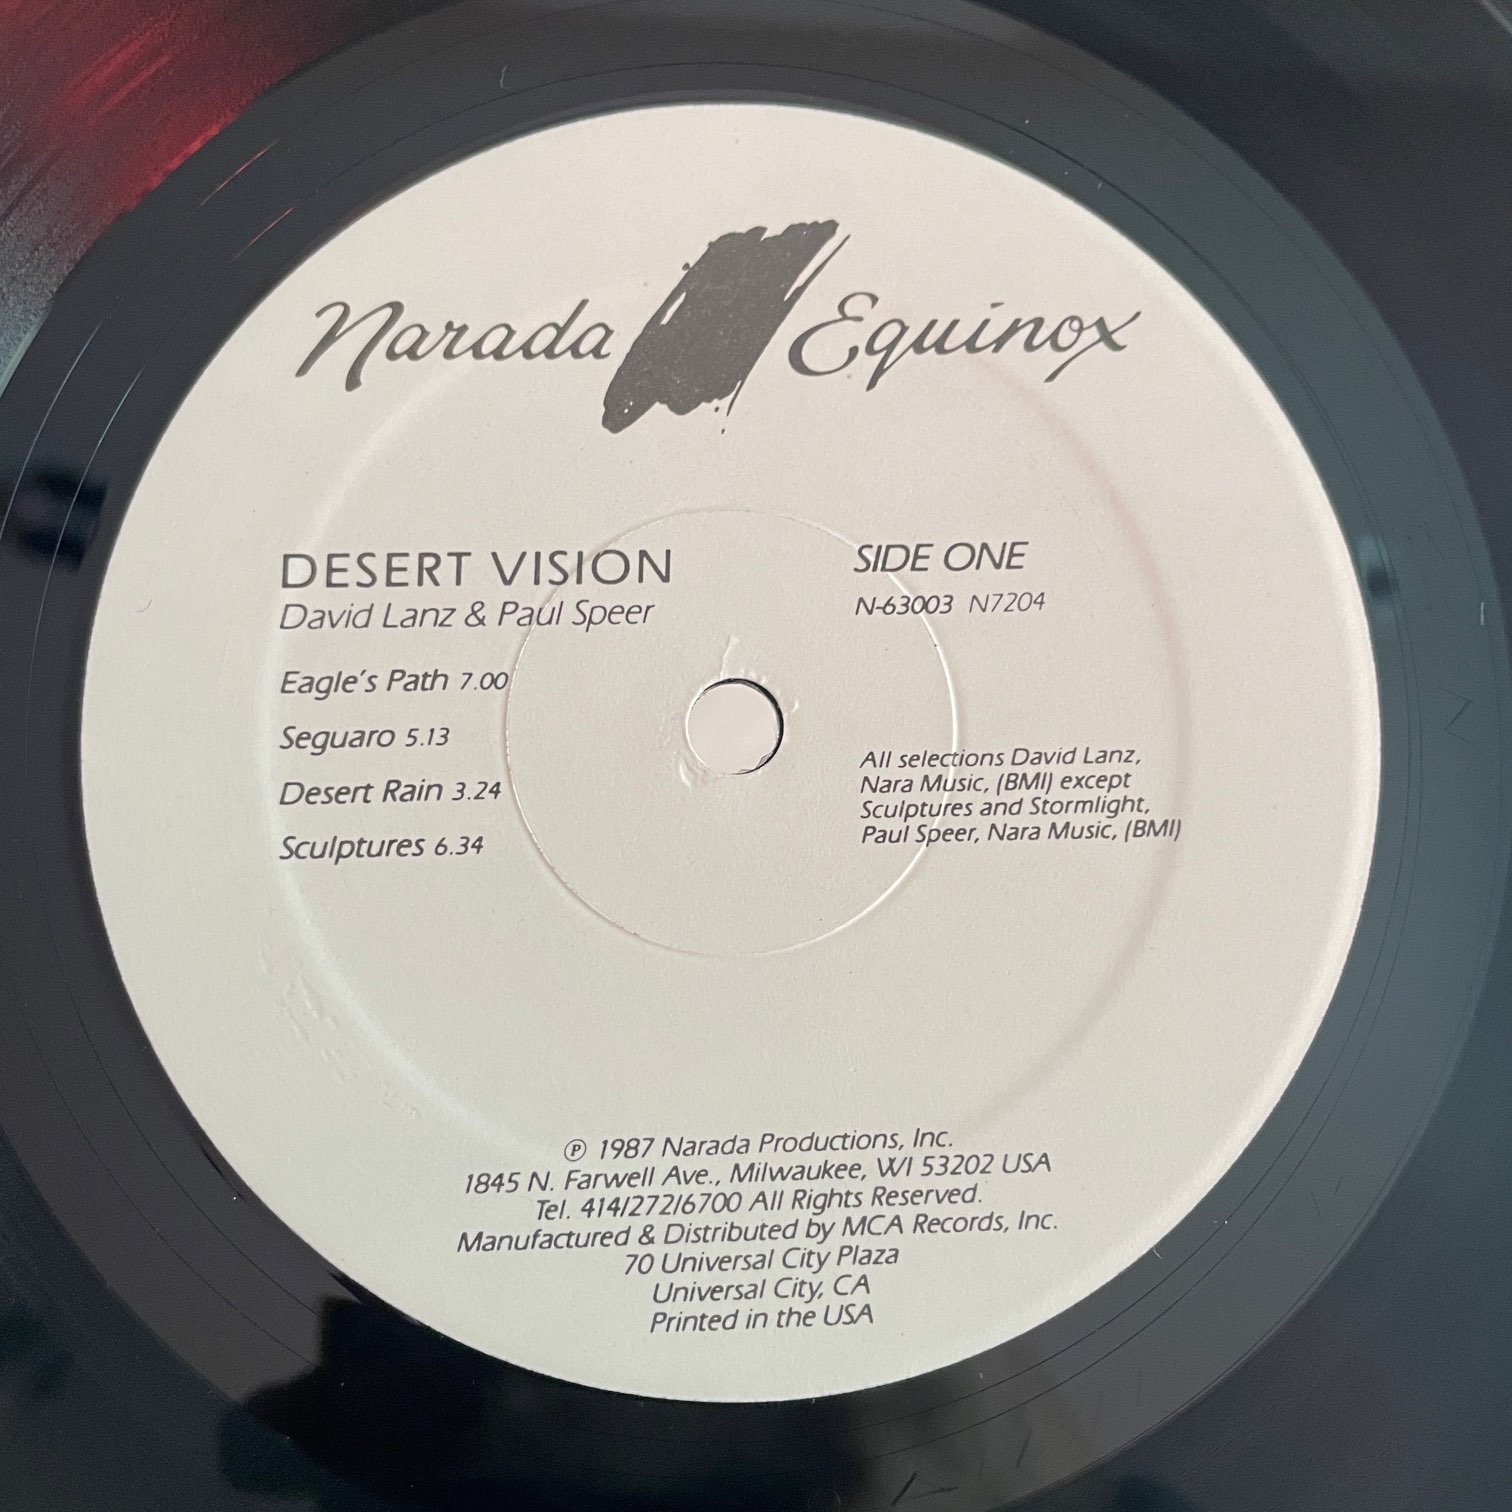 Narada Equinox
DESERT VISION
David Lanz & Paul Speer
Eagle's Path 7.00
Seguaro 5.13
Desert Rain 3.24
Sculptures 6.34
SIDE ONE
N-63003 N7204
All selections David Lanz,
Nara Music, (BMI) except
Sculptures and Stormlight,
Paul Speer, Nara Music, (BMI)
℗ 1987 Narada Productions, Inc.
1845 N. Farwell Ave., Milwaukee, WI 53202 USA
Tel. 414/272/6700 All Rights Reserved.
Manufactured & Distributed by MCA Records, Inc.
70 Universal City Plaza
Universal City, CA
Printed in the USA